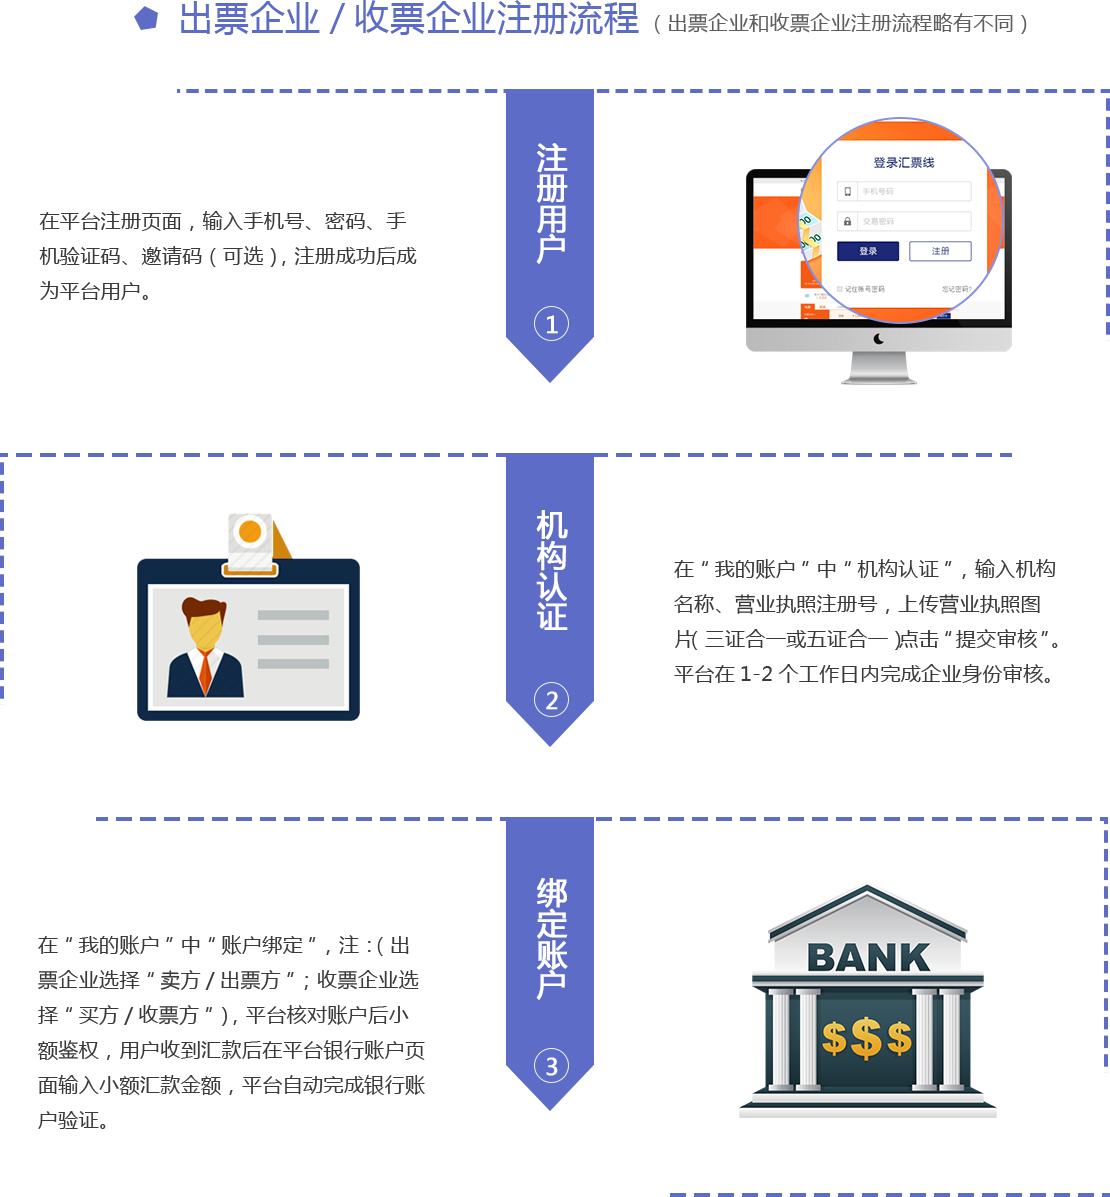 出票企业 / 收票企业注册流程 （ 出票企业和收票企业注册流程略有不同 ）
注册用户
①
在平台注册页面，输入手机号、密码、手
机验证码、邀请码（ 可选 ），注册成功后成
为平台用户。
登录汇票线
手机号码
交易密码
登录 注册
记住帐号密码 忘记密码?
机构认证
②
在 “ 我的账户 ” 中 “ 机构认证 ”，输入机构
名称、营业执照注册号，上传营业执照图
片( 三证合一或五证合一 )点击 “ 提交审核 ”。
平台在 1-2 个工作日内完成企业身份审核。
绑定账户
③
在 “ 我的账户 ” 中 “ 账户绑定 ”，注：( 出
票企业选择 “ 卖方 / 出票方 ”；收票企业选
择 “ 买方 / 收票方 ” )，平台核对账户后小
额鉴权，用户收到汇款后在平台银行账户页
面输入小额汇款金额，平台自动完成银行账
户验证。
BANK
$$$